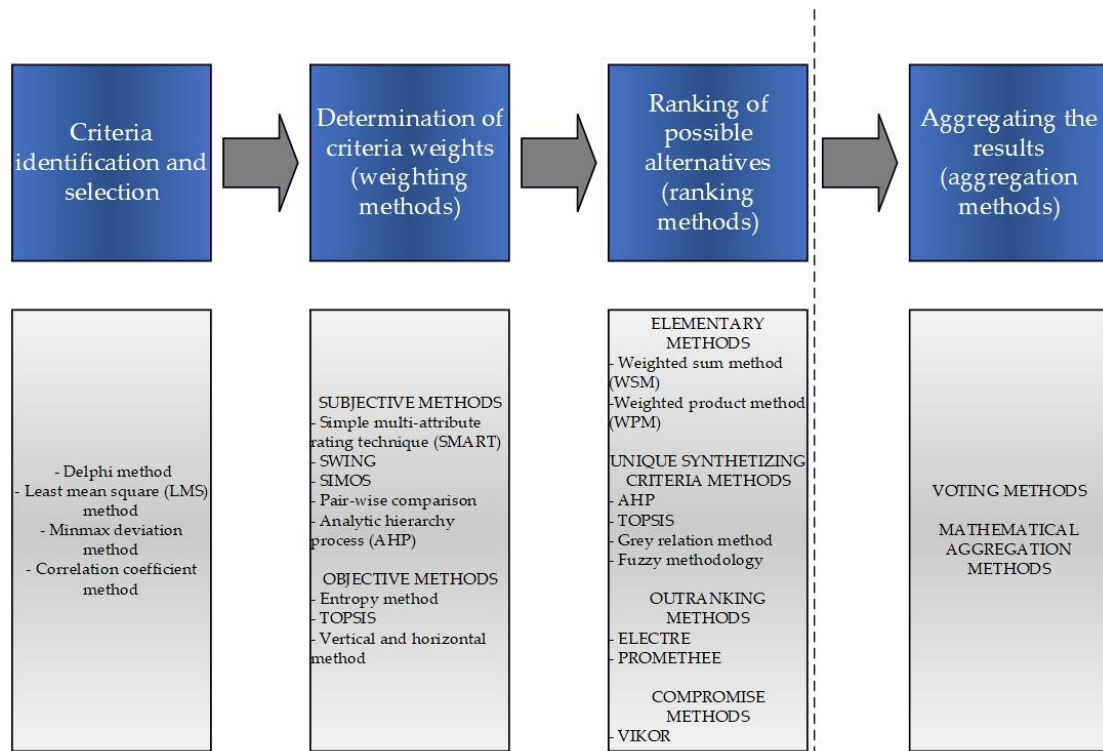 Criteria
identification and
selection
Determination of
criteria weights
(weighting
methods)
Ranking of
possible
alternatives
(ranking
methods)
Aggregating the
results
(aggregation
methods)
- Delphi method
- Least mean square (LMS)
method
- Minmax deviation
method
- Correlation coefficient
method
SUBJECTIVE METHODS
- Simple multi-attribute
rating technique (SMART)
- SWING
- SIMOS
- Pair-wise comparison
- Analytic hierarchy
process (AHP)
OBJECTIVE METHODS
- Entropy method
- TOPSIS
- Vertical and horizontal
method
ELEMENTARY
METHODS
- Weighted sum method
(WSM)
-Weighted product method
(WPM)
UNIQUE SYNTHETIZING
CRITERIA METHODS
- AHP
- TOPSIS
- Grey relation method
- Fuzzy methodology
OUTRANKING
METHODS
- ELECTRE
- PROMETHEE
COMPROMISE
METHODS
- VIKOR
VOTING METHODS
MATHEMATICAL
AGGREGATION
METHODS